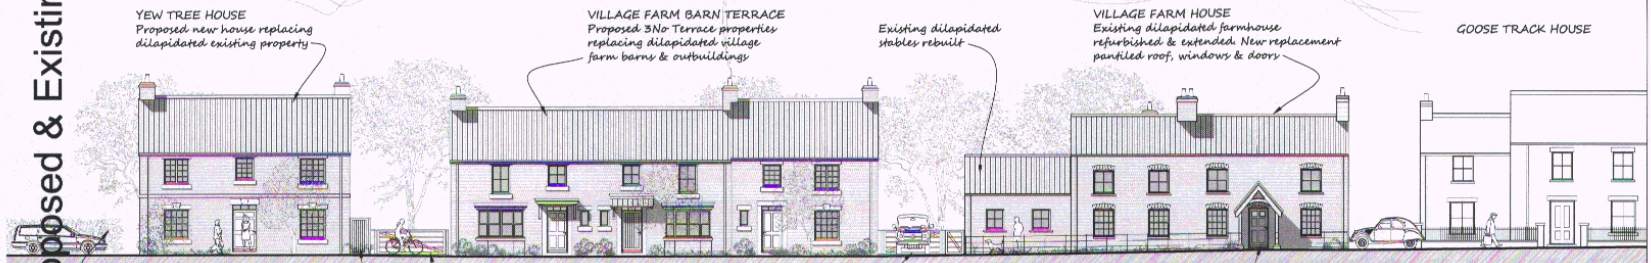 posed & Existin
YEW TREE HOUSE
Proposed new house replacing
dilapidated existing property
VILLAGE FARM BARN TERRACE
Proposed 3No Terrace properties
replacing dilapidated village
farm barns & outbuildings
Existing dilapidated
stables rebuilt
VILLAGE FARM HOUSE
Existing dilapidated farmhouse
refurbished & extended. New replacement
pantiled roof, windows & doors
GOOSE TRACK HOUSE